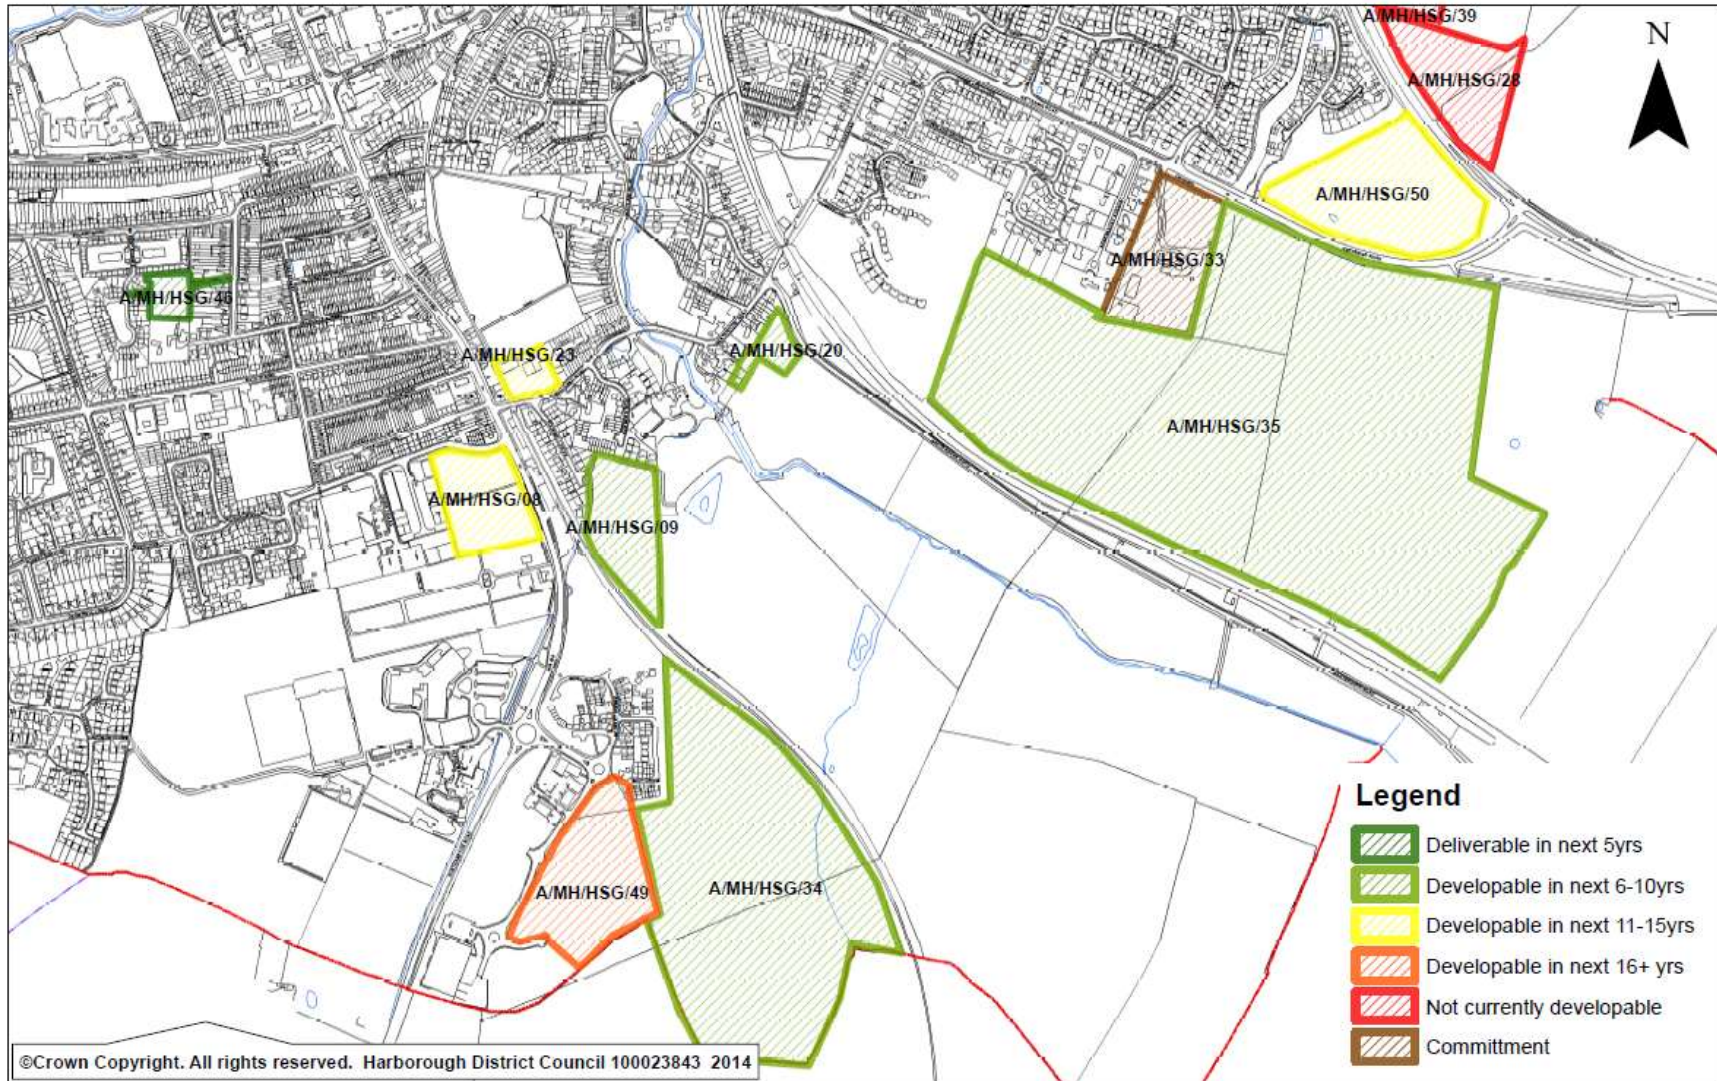 A/MH/HSG/39
N
A/MH/HSG/28
A/MH/HSG/50
A/MH/HSG/33
A/MH/HSG/46
A/MH/HSG/23
A/MH/HSG/20
A/MH/HSG/35
A/MH/HSG/08
A/MH/HSG/09
A/MH/HSG/49
A/MH/HSG/34
Legend
Deliverable in next 5yrs
Developable in next 6-10yrs
Developable in next 11-15yrs
Developable in next 16+ yrs
Not currently developable
Committment
©Crown Copyright. All rights reserved. Harborough District Council 100023843 2014